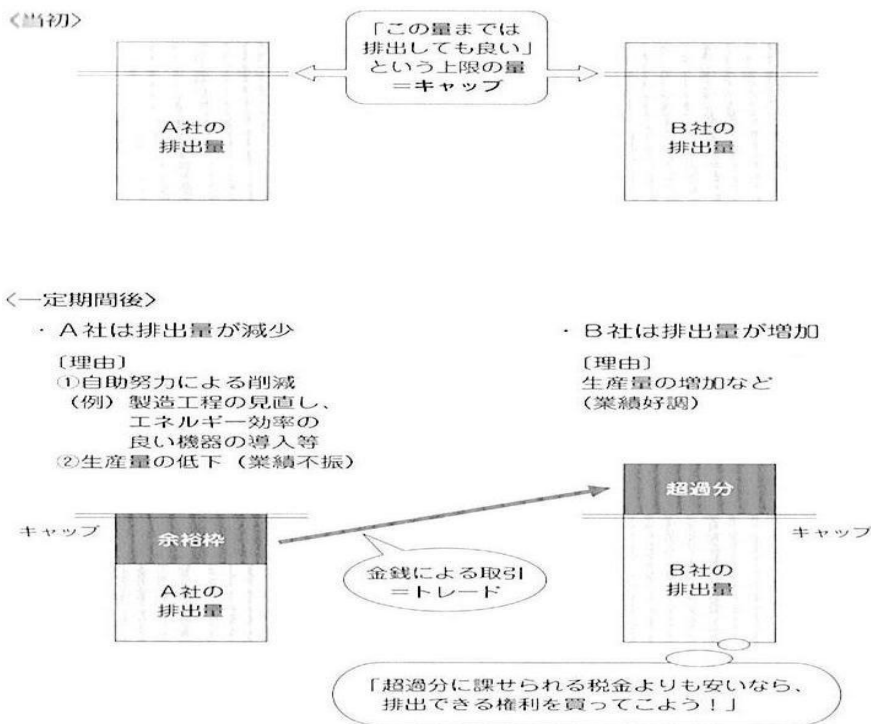 〈当初〉
「この量までは
排出しても良い」
という上限の量
＝キャップ
A社の
排出量
B社の
排出量
〈一定期間後〉
・A社は排出量が減少
〔理由〕
①自助努力による削減
（例）製造工程の見直し、
エネルギー効率の
良い機器の導入等
②生産量の低下（業績不振）
・B社は排出量が増加
〔理由〕
生産量の増加など
（業績好調）
キャップ
余裕枠
A社の
排出量
金銭による取引
＝トレード
超過分
キャップ
B社の
排出量
「超過分に課せられる税金よりも安いなら、
排出できる権利を買ってこよう！」